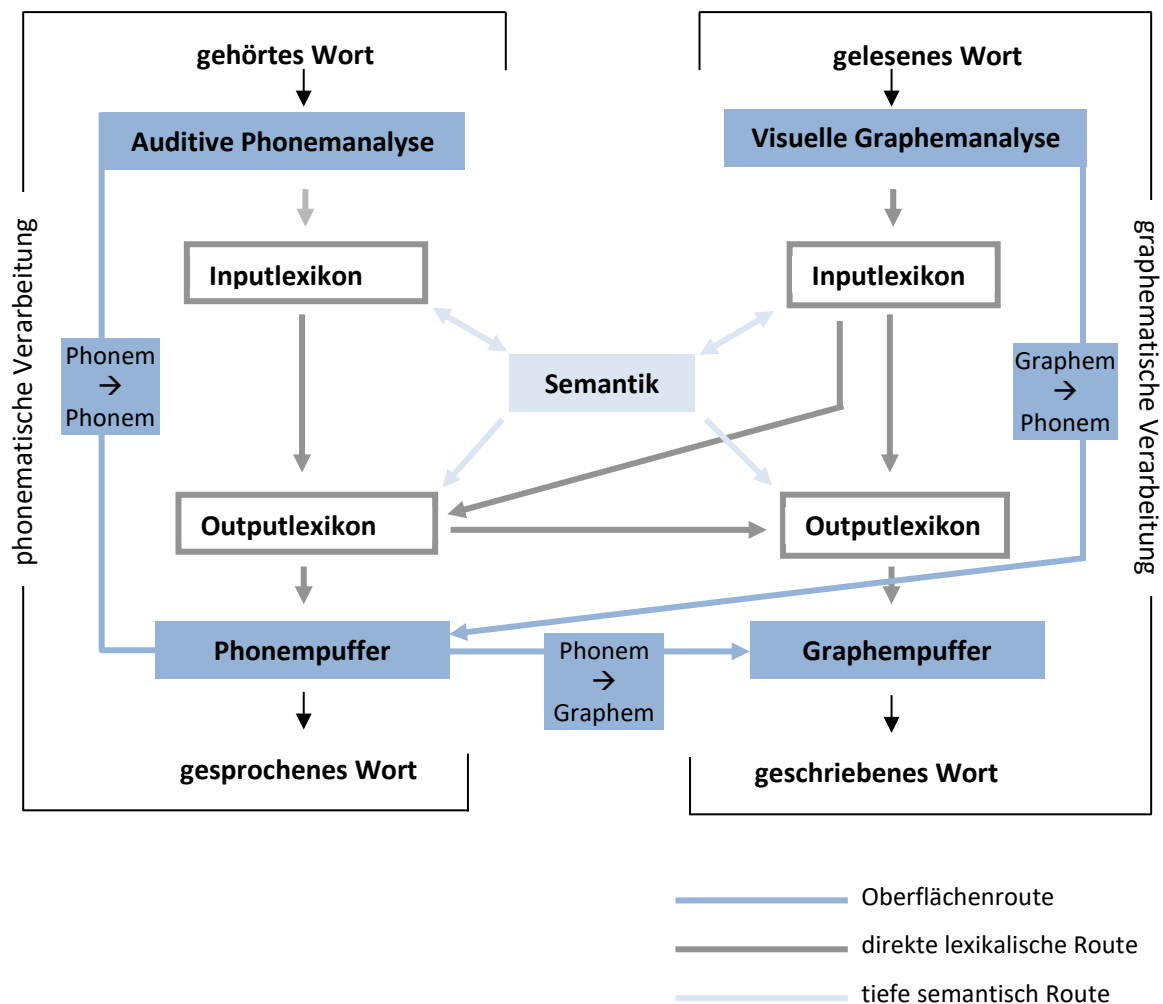 gehörtes Wort
gelesenes Wort
Auditive Phonemanalyse
Visuelle Graphemanalyse
phonematische Verarbeitung
graphematische Verarbeitung
Inputlexikon
Inputlexikon
Phonem
→
Phonem
Semantik
Graphem
→
Phonem
Outputlexikon
Outputlexikon
Phonempuffer
Phonem
→
Graphem
Graphempuffer
gesprochenes Wort
geschriebenes Wort
Oberflächenroute
direkte lexikalische Route
tiefe semantisch Route